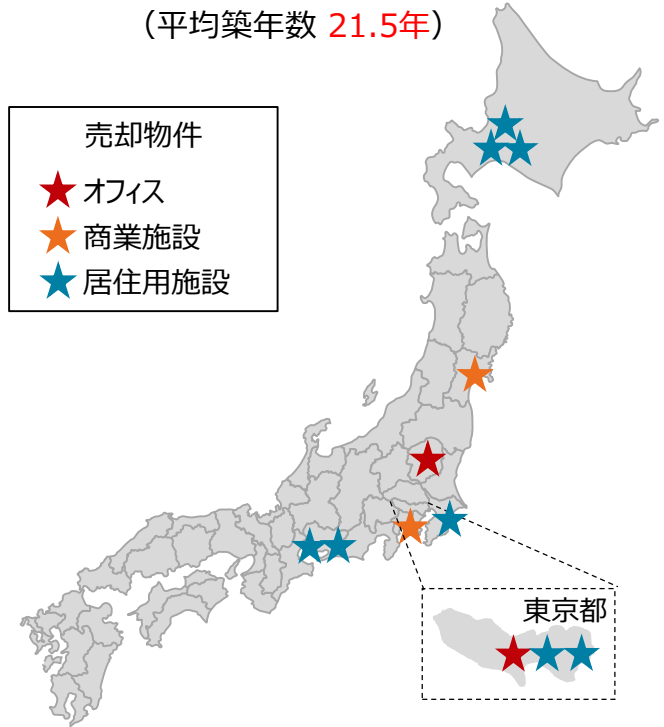 （平均築年数 21.5年）
売却物件
オフィス
商業施設
居住用施設
東京都